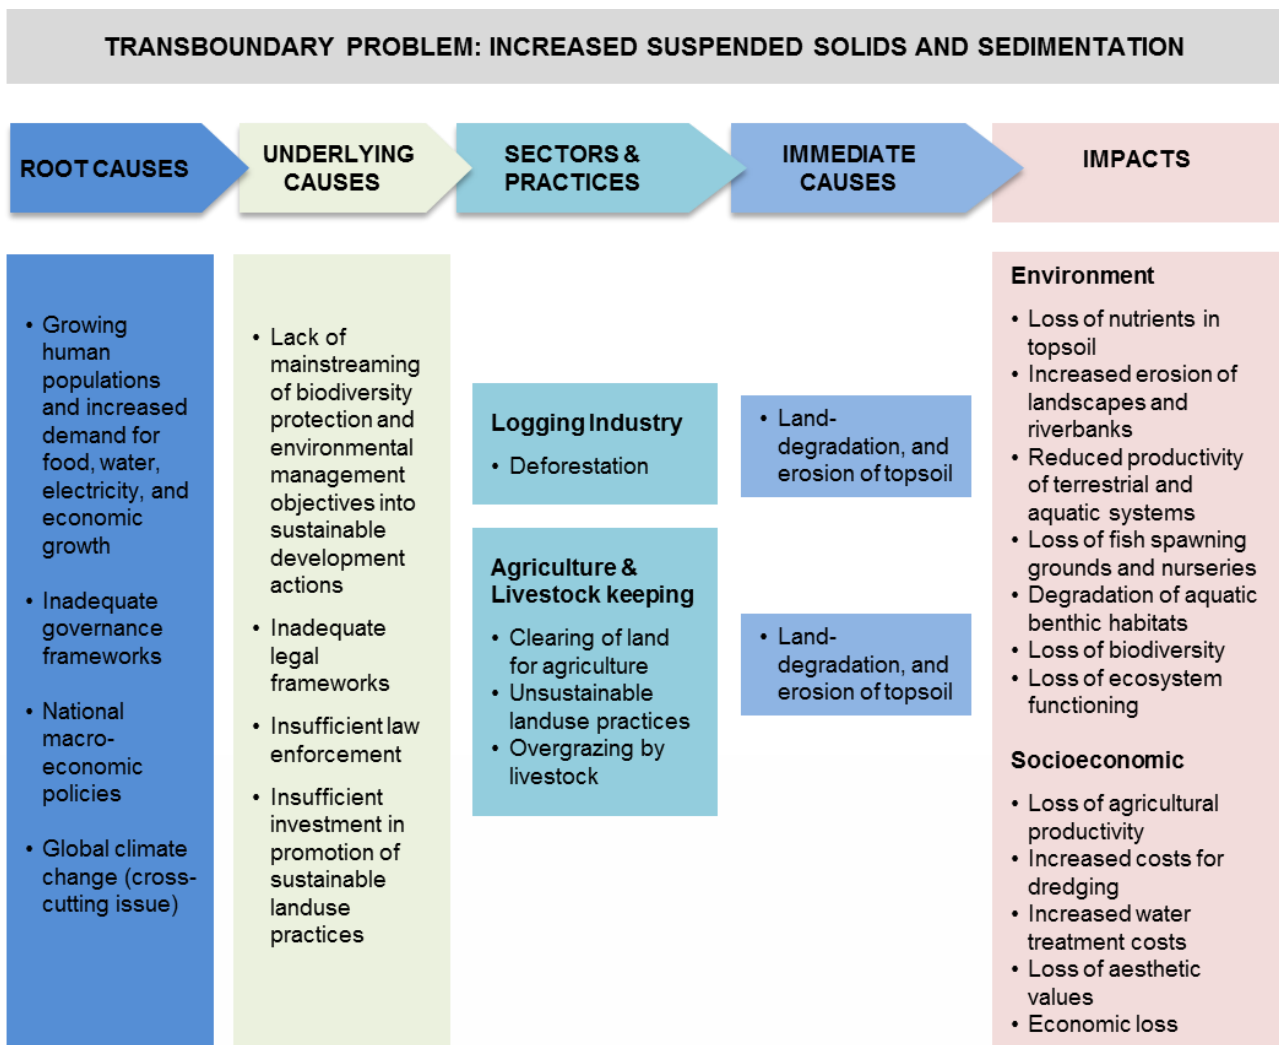 TRANSBOUNDARY PROBLEM: INCREASED SUSPENDED SOLIDS AND SEDIMENTATION
ROOT CAUSES
UNDERLYING
CAUSES
SECTORS &
PRACTICES
IMMEDIATE
CAUSES
IMPACTS
• Growing
human
populations
and increased
demand for
food, water,
electricity, and
economic
growth
• Inadequate
governance
frameworks
• National
macro-
economic
policies
• Global climate
change (cross-
cutting issue)
• Lack of
mainstreaming
of biodiversity
protection and
environmental
management
objectives into
sustainable
development
actions
• Inadequate
legal
frameworks
• Insufficient law
enforcement
• Insufficient
investment in
promotion of
sustainable
landuse
practices
Logging Industry
• Deforestation
Agriculture &
Livestock keeping
• Clearing of land
for agriculture
• Unsustainable
landuse practices
• Overgrazing by
livestock
• Land-
degradation, and
erosion of topsoil
• Land-
degradation, and
erosion of topsoil
Environment
• Loss of nutrients in
topsoil
• Increased erosion of
landscapes and
riverbanks
• Reduced productivity
of terrestrial and
aquatic systems
• Loss of fish spawning
grounds and nurseries
• Degradation of aquatic
benthic habitats
• Loss of biodiversity
• Loss of ecosystem
functioning
Socioeconomic
• Loss of agricultural
productivity
• Increased costs for
dredging
• Increased water
treatment costs
• Loss of aesthetic
values
• Economic loss